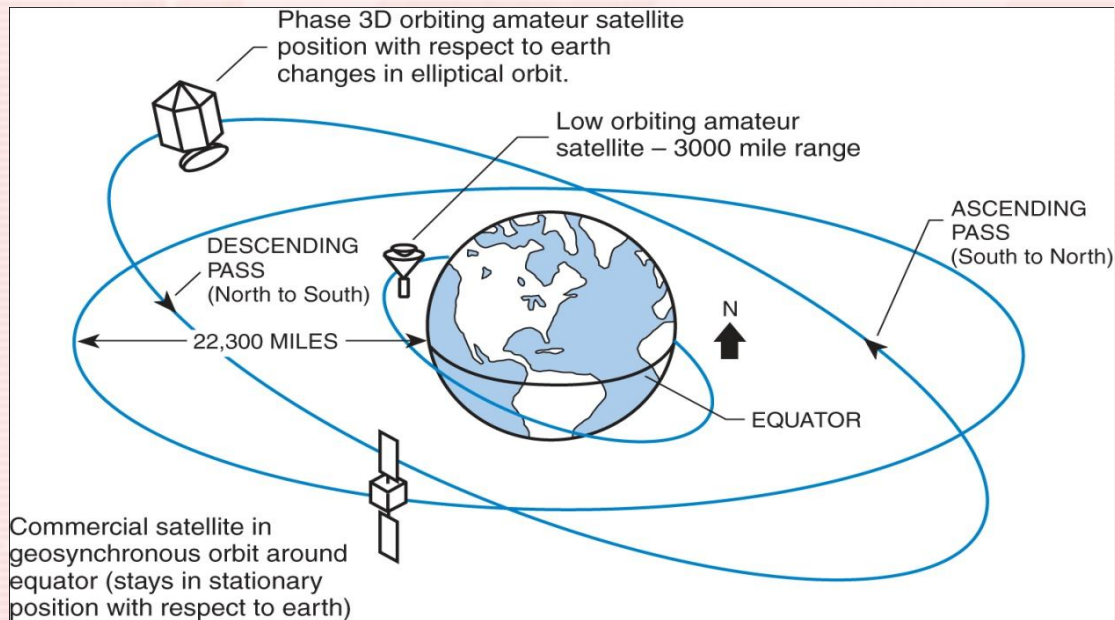 Phase 3D orbiting amateur satellite
position with respect to earth
changes in elliptical orbit.
Low orbiting amateur
satellite – 3000 mile range
ASCENDING
PASS
(South to North)
DESCENDING
PASS
(North to South)
N
22,300 MILES
EQUATOR
Commercial satellite in
geosynchronous orbit around
equator (stays in stationary
position with respect to earth)